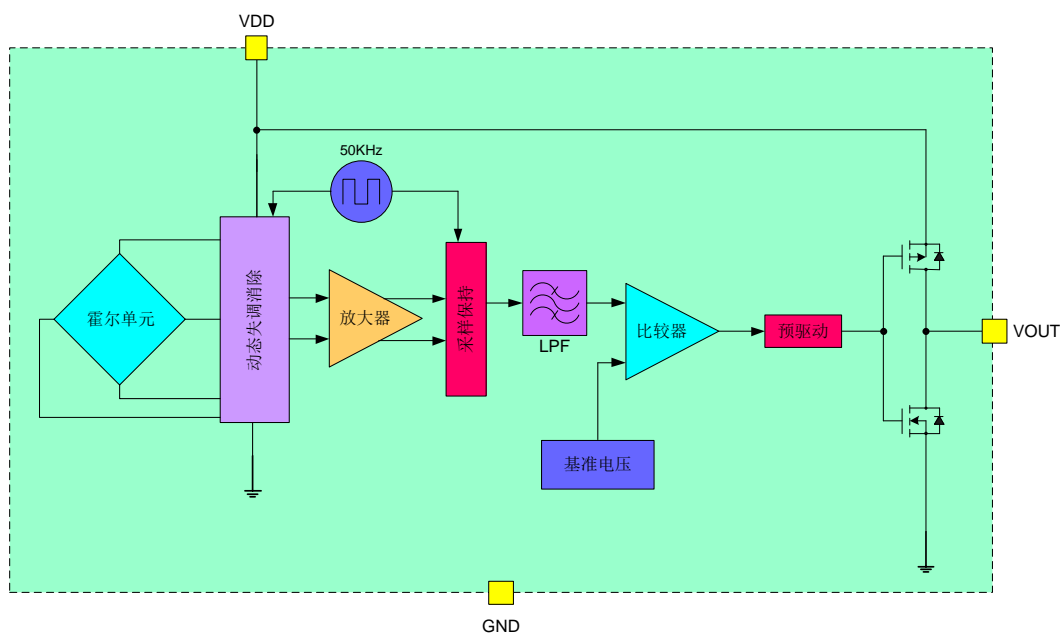 VDD
50KHz
霍尔单元
动态失调消除
放大器
采样保持
LPF
比较器
预驱动
VOUT
基准电压
GND